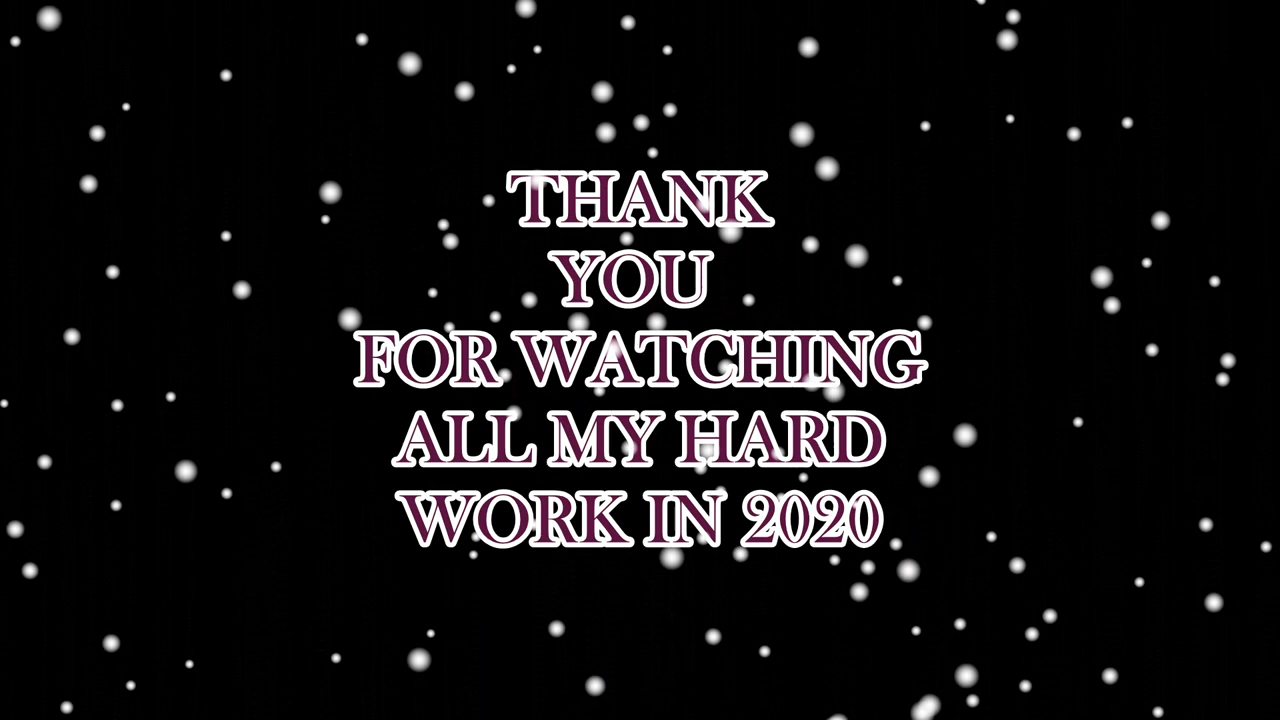 THANK
YOU
FOR WATCHING
ALL MY HARD
WORK IN 2020